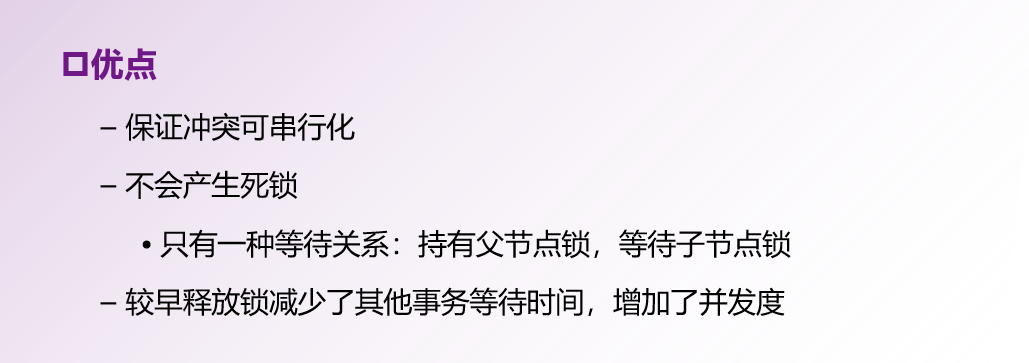 优点
– 保证冲突可串行化
– 不会产生死锁
• 只有一种等待关系：持有父节点锁，等待子节点锁
– 较早释放锁减少了其他事务等待时间，增加了并发度